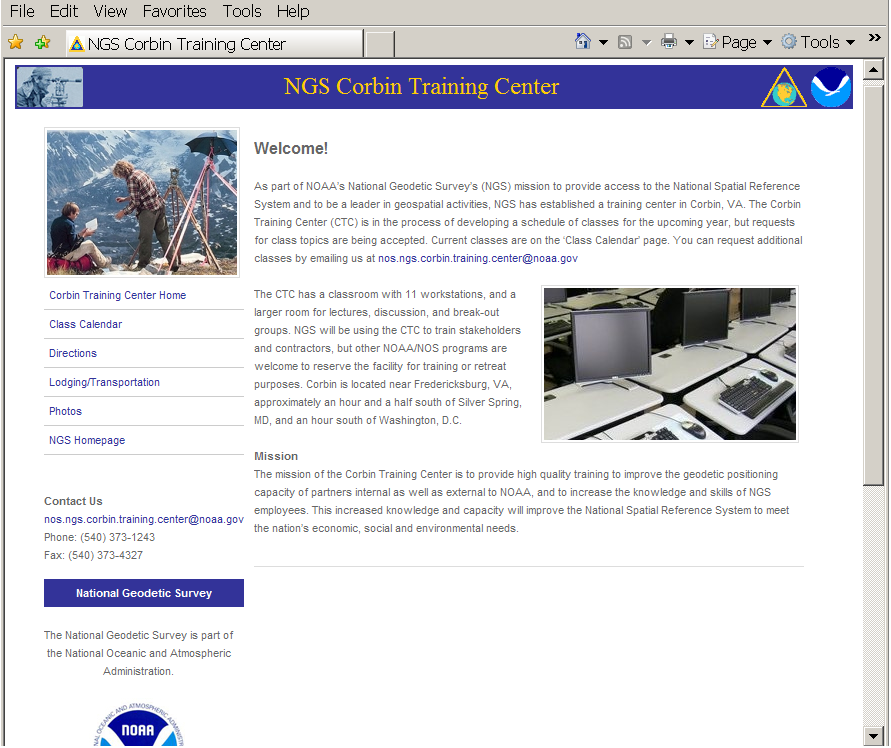 File Edit View Favorites Tools Help
NGS Corbin Training Center
Page Tools »
NGS Corbin Training Center
Welcome!
As part of NOAA's National Geodetic Survey's (NGS) mission to provide access to the National Spatial Reference
System and to be a leader in geospatial activities, NGS has established a training center in Corbin, VA. The Corbin
Training Center (CTC) is in the process of developing a schedule of classes for the upcoming year, but requests
for class topics are being accepted. Current classes are on the ‘Class Calendar’ page. You can request additional
classes by emailing us at nos.ngs.corbin.training.center@noaa.gov
The CTC has a classroom with 11 workstations, and a
larger room for lectures, discussion, and break-out
groups. NGS will be using the CTC to train stakeholders
and contractors, but other NOAA/NOS programs are
welcome to reserve the facility for training or retreat
purposes. Corbin is located near Fredericksburg, VA,
approximately an hour and a half south of Silver Spring,
MD, and an hour south of Washington, D.C.
Mission
The mission of the Corbin Training Center is to provide high quality training to improve the geodetic positioning
capacity of partners internal as well as external to NOAA, and to increase the knowledge and skills of NGS
employees. This increased knowledge and capacity will improve the National Spatial Reference System to meet
the nation's economic, social and environmental needs.
Corbin Training Center Home
Class Calendar
Directions
Lodging/Transportation
Photos
NGS Homepage
Contact Us
nos.ngs.corbin.training.center@noaa.gov
Phone: (540) 373-1243
Fax: (540) 373-4327
National Geodetic Survey
The National Geodetic Survey is part of
the National Oceanic and Atmospheric
Administration.
OCEANIC AND ATMOSPHERIC
NOAA